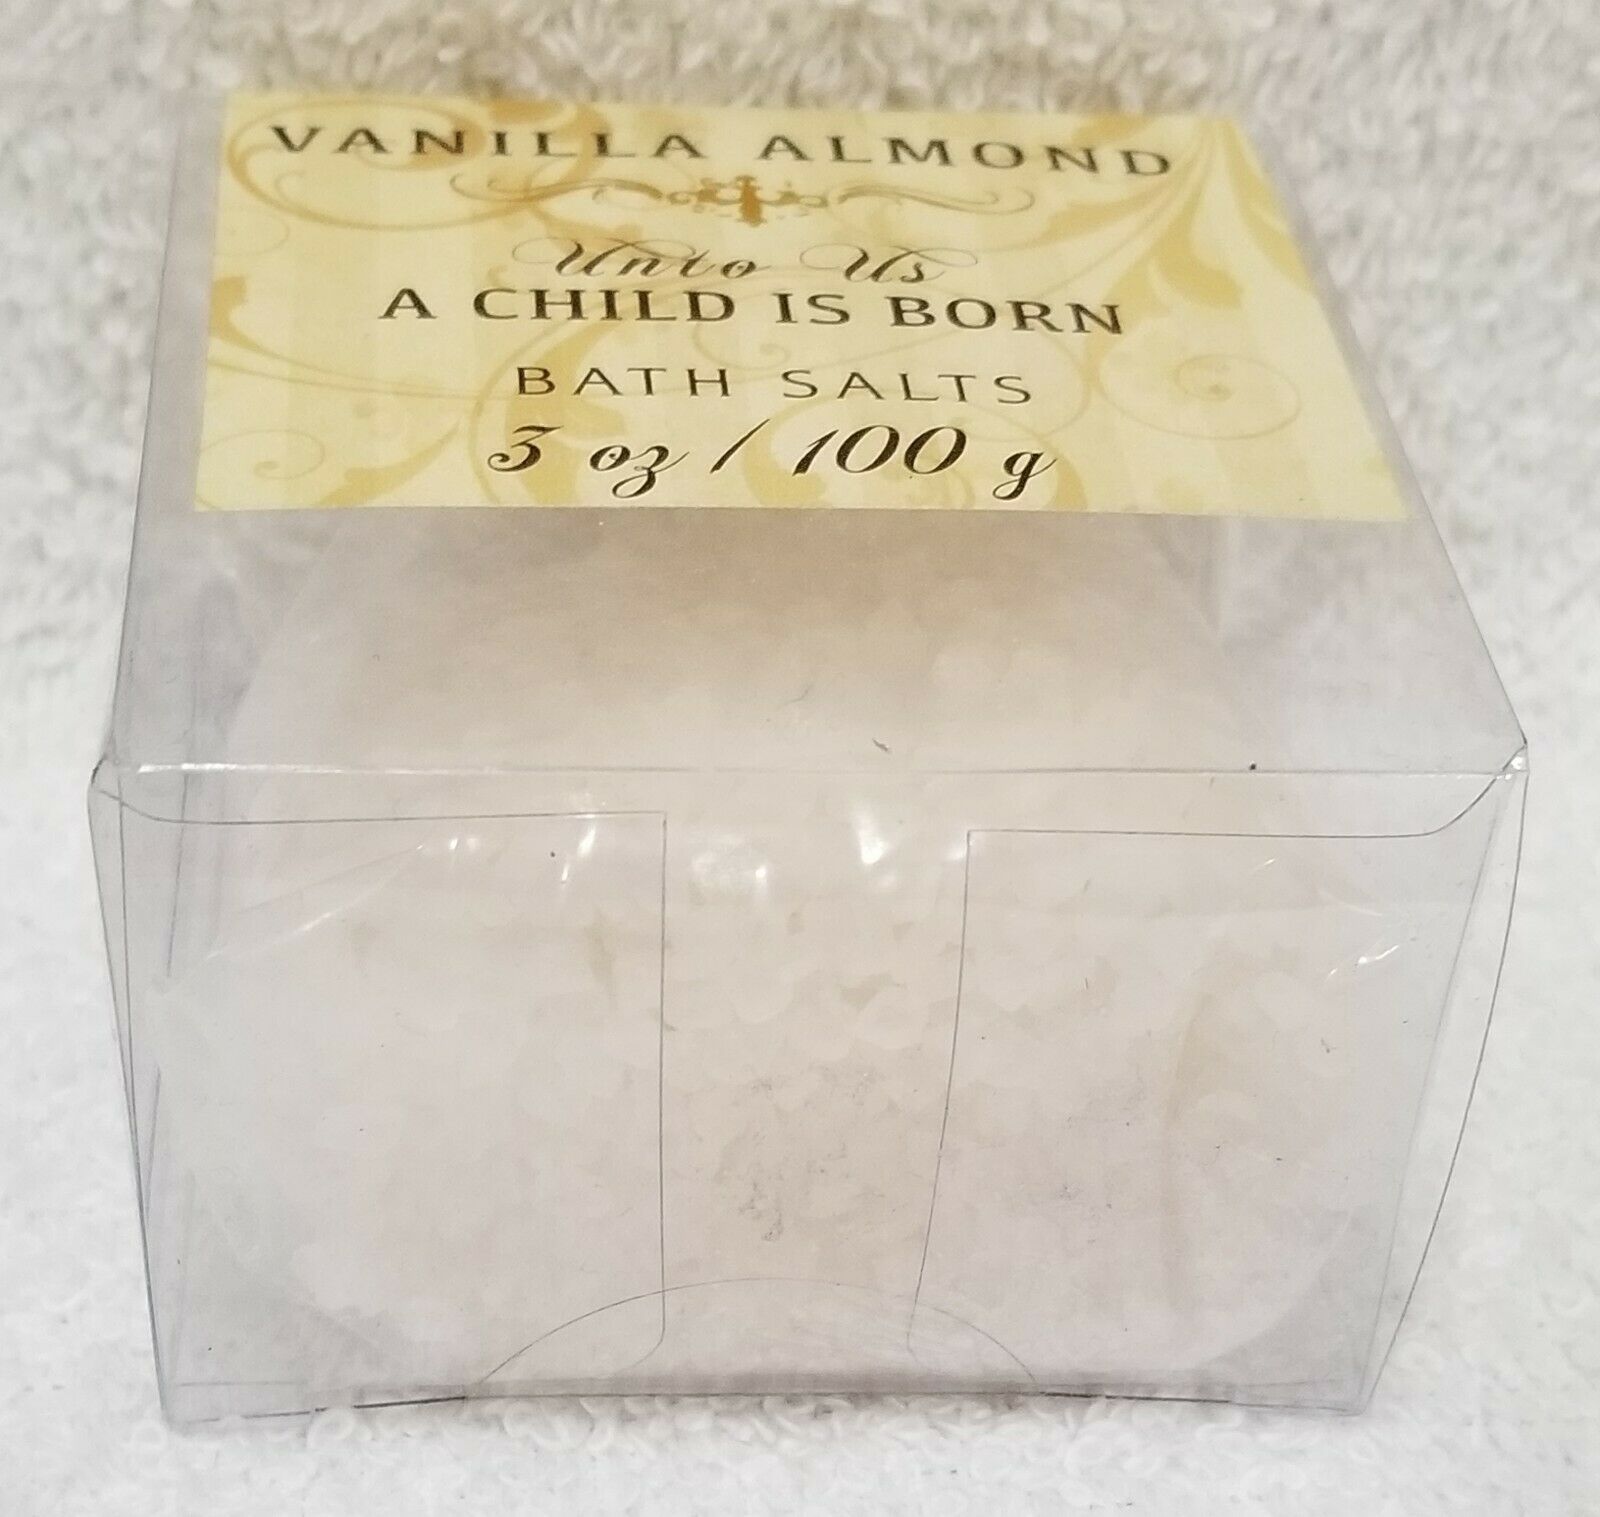 VANILLA ALMOND
Unto Us
A CHILD IS BORN
BATH SALTS
3 oz / 100 g